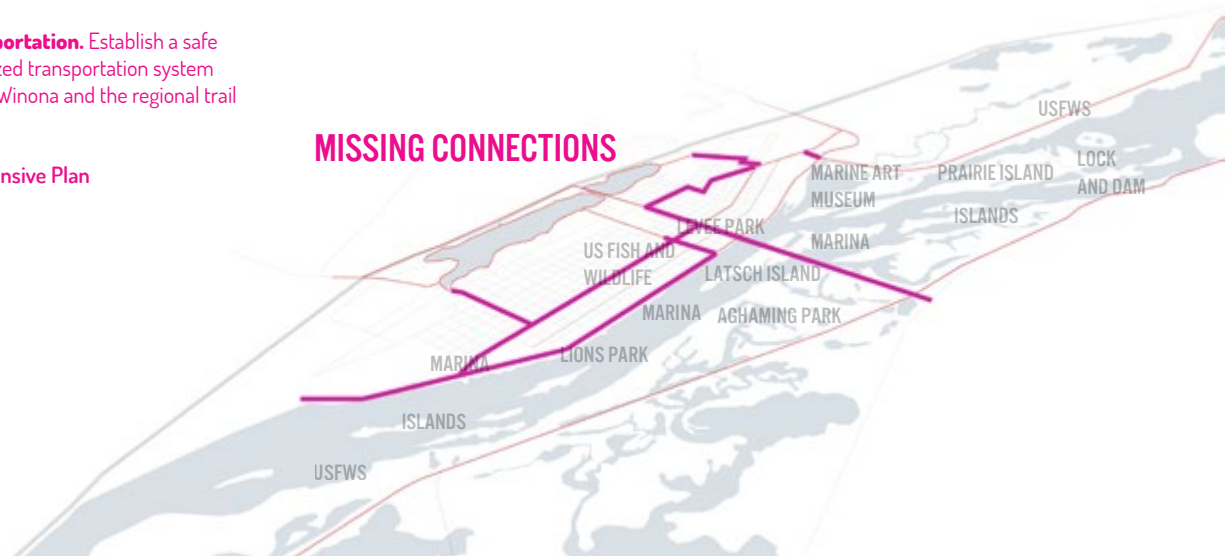 portation. Establish a safe
zed transportation system
Winona and the regional trail
nsive Plan
MISSING CONNECTIONS
USFWS
LOCK
AND DAM
PRAIRIE ISLAND
MARINE ART
MUSEUM
ISLANDS
LEVEE PARK
MARINA
US FISH AND
WILDLIFE
LATSCH ISLAND
MARINA
AGHAMING PARK
LIONS PARK
MARINA
ISLANDS
USFWS